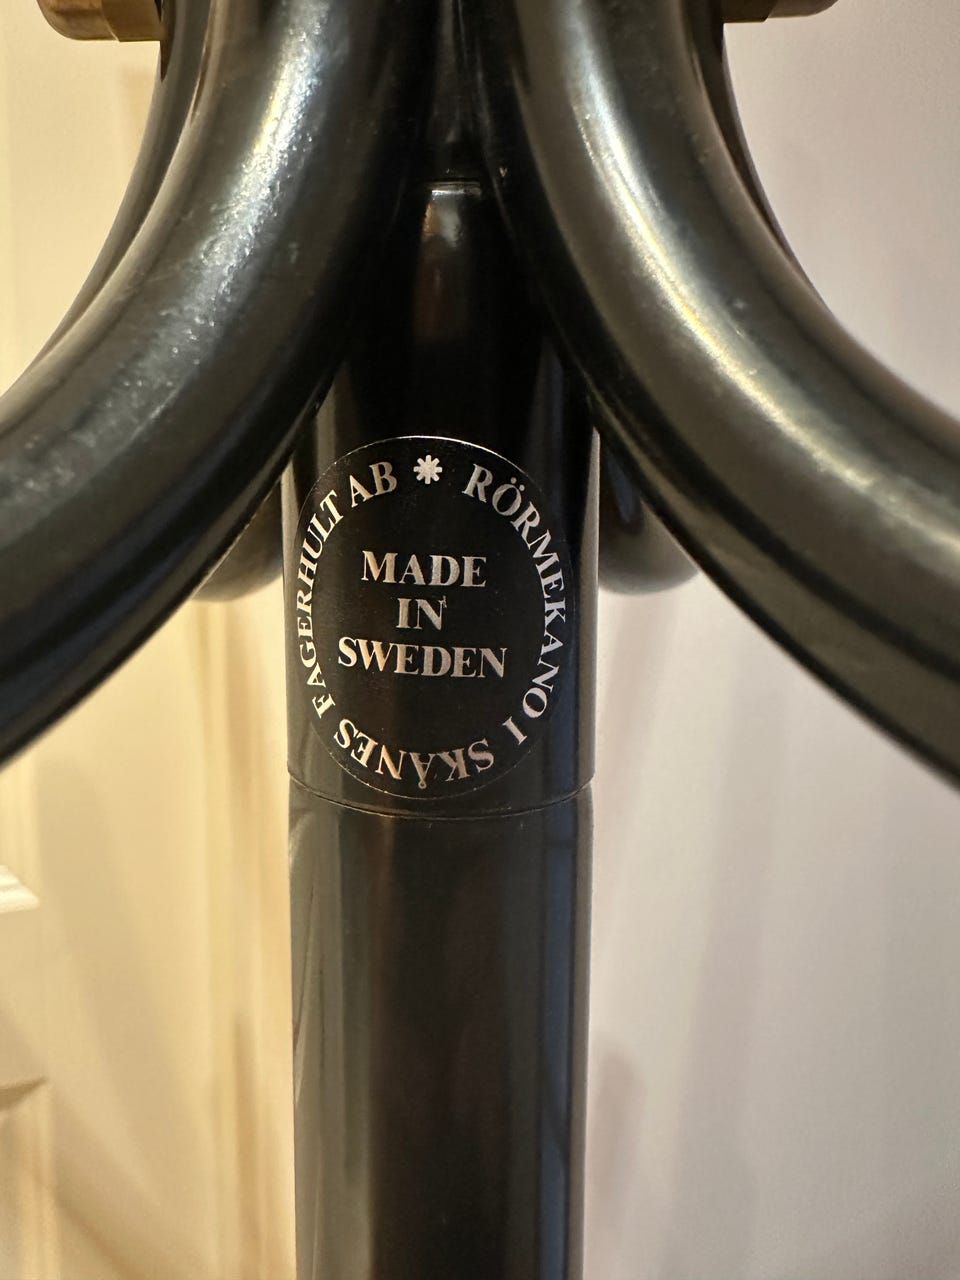 RÖRMEKANO I SKÅNES FAGERHULT AB *
MADE
IN
SWEDEN